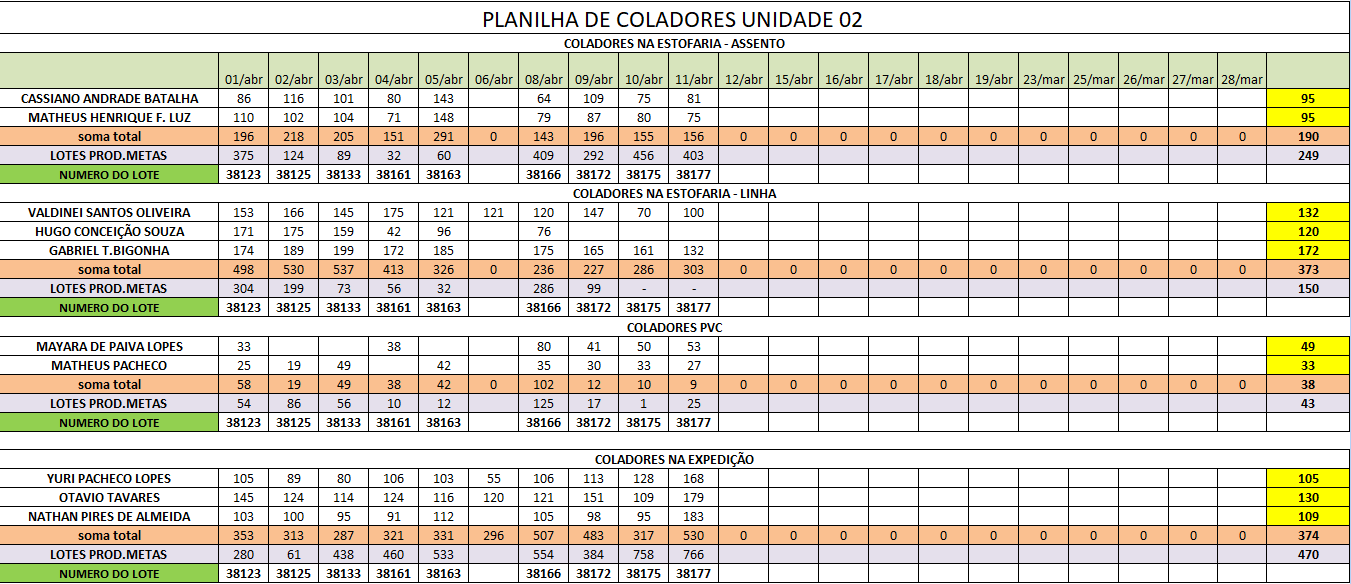 PLANILHA DE COLADORES UNIDADE 02
COLADORES NA ESTOFARIA - ASSENTO
01/abr 02/abr 03/abr 04/abr 05/abr 06/abr 08/abr 09/abr 10/abr 11/abr 12/abr 15/abr 16/abr 17/abr 18/abr 19/abr 23/mar 25/mar 26/mar 27/mar 28/mar
CASSIANO ANDRADE BATALHA 86 116 101 80 143 64 109 75 81 95
MATHEUS HENRIQUE F. LUZ 110 102 104 71 148 79 87 80 75 95
soma total 196 218 205 151 291 0 143 196 155 156 0 0 0 0 0 0 0 0 0 0 0 190
LOTES PROD.METAS 375 124 89 32 60 409 292 456 403 249
NUMERO DO LOTE 38123 38125 38133 38161 38163 38166 38172 38175 38177
COLADORES NA ESTOFARIA - LINHA
VALDINEI SANTOS OLIVEIRA 153 166 145 175 121 121 120 147 70 100 132
HUGO CONCEIÇÃO SOUZA 171 175 159 42 96 76 120
GABRIEL T.BIGONHA 174 189 199 172 185 175 165 161 132 172
soma total 498 530 537 413 326 0 236 227 286 303 0 0 0 0 0 0 0 0 0 0 0 373
LOTES PROD.METAS 304 199 73 56 32 286 99 - - 150
NUMERO DO LOTE 38123 38125 38133 38161 38163 38166 38172 38175 38177
COLADORES PVC
MAYARA DE PAIVA LOPES 33 38 80 41 50 53 49
MATHEUS PACHECO 25 19 49 42 35 30 33 27 33
soma total 58 19 49 38 42 0 102 12 10 9 0 0 0 0 0 0 0 0 0 0 0 38
LOTES PROD.METAS 54 86 56 10 12 125 17 1 25 43
NUMERO DO LOTE 38123 38125 38133 38161 38163 38166 38172 38175 38177
COLADORES NA EXPEDIÇÃO
YURI PACHECO LOPES 105 89 80 106 103 55 106 113 128 168 105
OTAVIO TAVARES 145 124 114 124 116 120 121 151 109 179 130
NATHAN PIRES DE ALMEIDA 103 100 95 91 112 105 98 95 183 109
soma total 353 313 287 321 331 296 507 483 317 530 0 0 0 0 0 0 0 0 0 0 0 374
LOTES PROD.METAS 280 61 438 460 533 554 384 758 766 470
NUMERO DO LOTE 38123 38125 38133 38161 38163 38166 38172 38175 38177